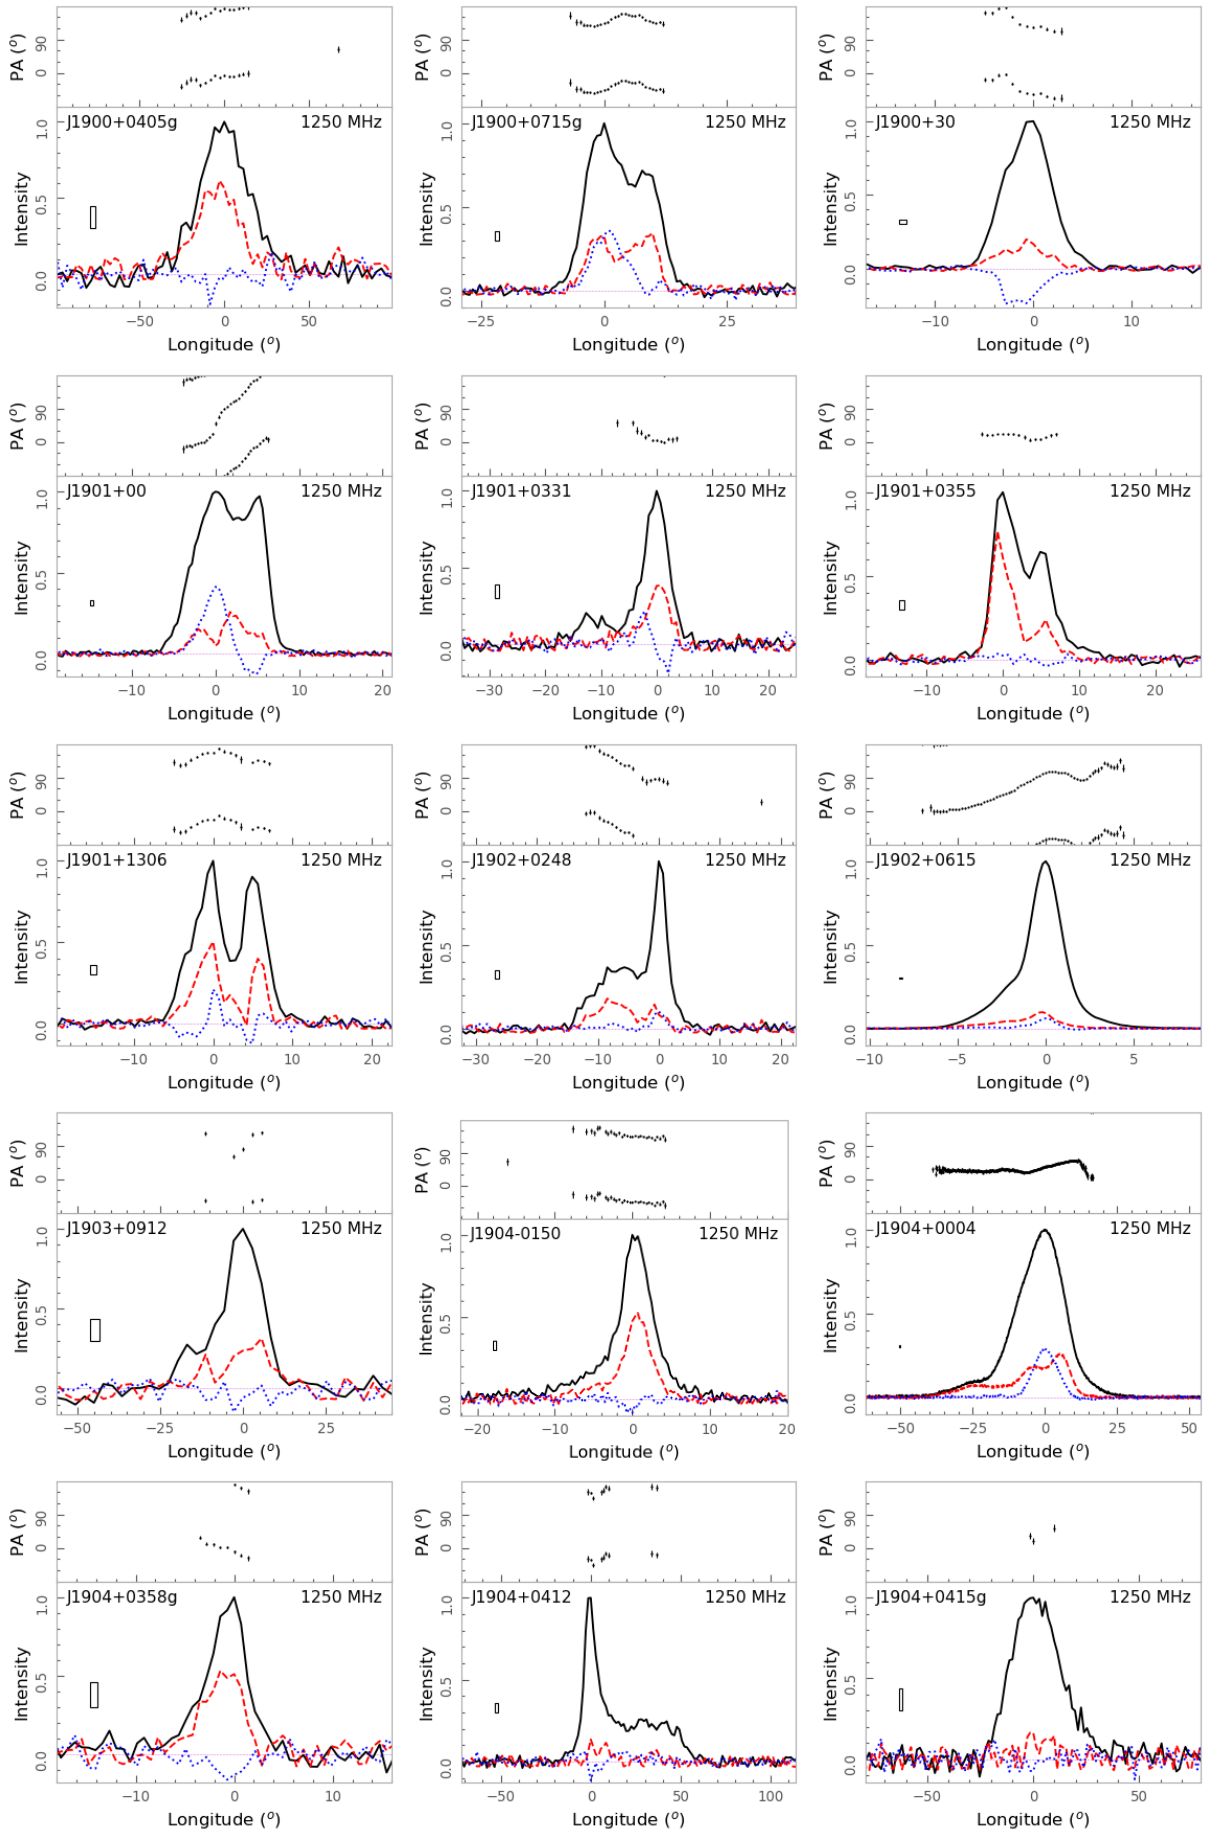 PA (°)
90
0
J1900+0405g 1250 MHz
Intensity
1.0
0.5
0.0
−50 0 50
Longitude (°)
PA (°)
90
0
J1900+0715g 1250 MHz
Intensity
1.0
0.5
0.0
−25 0 25
Longitude (°)
PA (°)
90
0
J1900+30 1250 MHz
Intensity
1.0
0.5
0.0
−10 0 10
Longitude (°)
PA (°)
90
0
J1901+00 1250 MHz
Intensity
1.0
0.5
0.0
−10 0 10 20
Longitude (°)
PA (°)
90
0
J1901+0331 1250 MHz
Intensity
1.0
0.5
0.0
−30 −20 −10 0 10 20
Longitude (°)
PA (°)
90
0
J1901+0355 1250 MHz
Intensity
1.0
0.5
0.0
−10 0 10 20
Longitude (°)
PA (°)
90
0
J1901+1306 1250 MHz
Intensity
1.0
0.5
0.0
−10 0 10 20
Longitude (°)
PA (°)
90
0
J1902+0248 1250 MHz
Intensity
1.0
0.5
0.0
−30 −20 −10 0 10 20
Longitude (°)
PA (°)
90
0
J1902+0615 1250 MHz
Intensity
1.0
0.5
0.0
−10 −5 0 5
Longitude (°)
PA (°)
90
0
J1903+0912 1250 MHz
Intensity
1.0
0.5
0.0
−50 −25 0 25
Longitude (°)
PA (°)
90
0
J1904-0150 1250 MHz
Intensity
1.0
0.5
0.0
−20 −10 0 10 20
Longitude (°)
PA (°)
90
0
J1904+0004 1250 MHz
Intensity
1.0
0.5
0.0
−50 −25 0 25 50
Longitude (°)
PA (°)
90
0
J1904+0358g 1250 MHz
Intensity
1.0
0.5
0.0
−10 0 10
Longitude (°)
PA (°)
90
0
J1904+0412 1250 MHz
Intensity
1.0
0.5
0.0
−50 0 50 100
Longitude (°)
PA (°)
90
0
J1904+0415g 1250 MHz
Intensity
1.0
0.5
0.0
−50 0 50
Longitude (°)